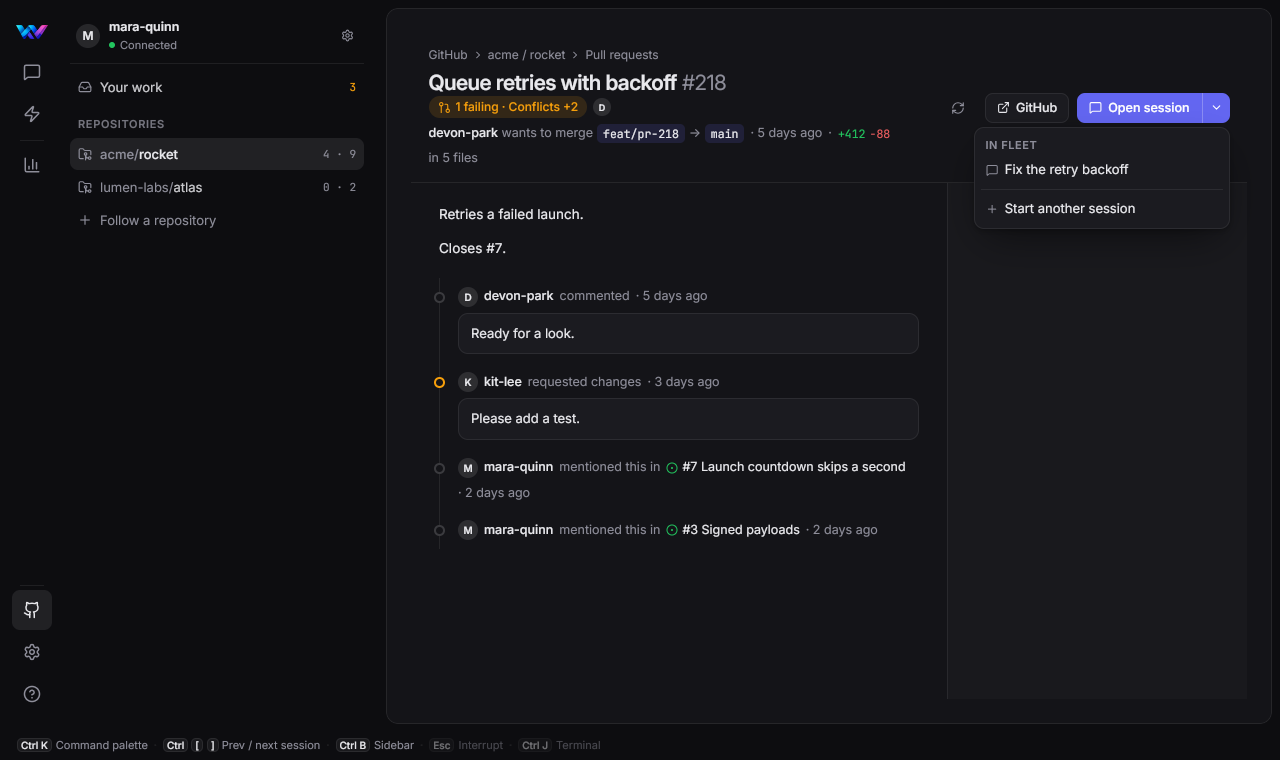 M mara-quinn
Connected
Your work 3
REPOSITORIES
acme/rocket 4 · 9
lumen-labs/atlas 0 · 2
Follow a repository
GitHub > acme / rocket > Pull requests
Queue retries with backoff #218
1 failing · Conflicts +2 D
devon-park wants to merge feat/pr-218 → main · 5 days ago · +412 -88
in 5 files
GitHub
Open session
IN FLEET
Fix the retry backoff
+ Start another session
Retries a failed launch.
Closes #7.
D devon-park commented · 5 days ago
Ready for a look.
K kit-lee requested changes · 3 days ago
Please add a test.
M mara-quinn mentioned this in #7 Launch countdown skips a second
· 2 days ago
M mara-quinn mentioned this in #3 Signed payloads · 2 days ago
Ctrl K Command palette · Ctrl [ ] Prev / next session · Ctrl B Sidebar · Esc Interrupt · Ctrl J Terminal